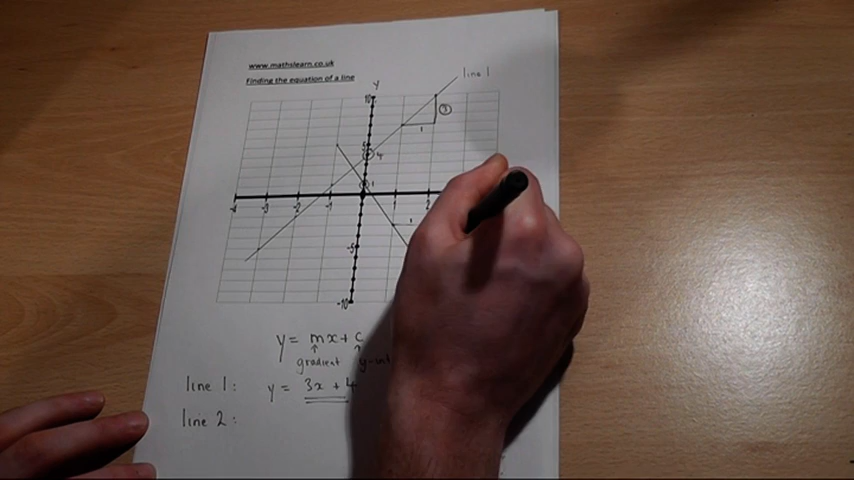 www.mathslearn.co.uk
Finding the equation of a line
y
line 1
10
3
1
5
4
1
-4 -3 -2 -1 1 2
1
-5
-10
y = mx + c
↑ ↑
gradient y-int
line 1: y = 3x + 4
line 2: